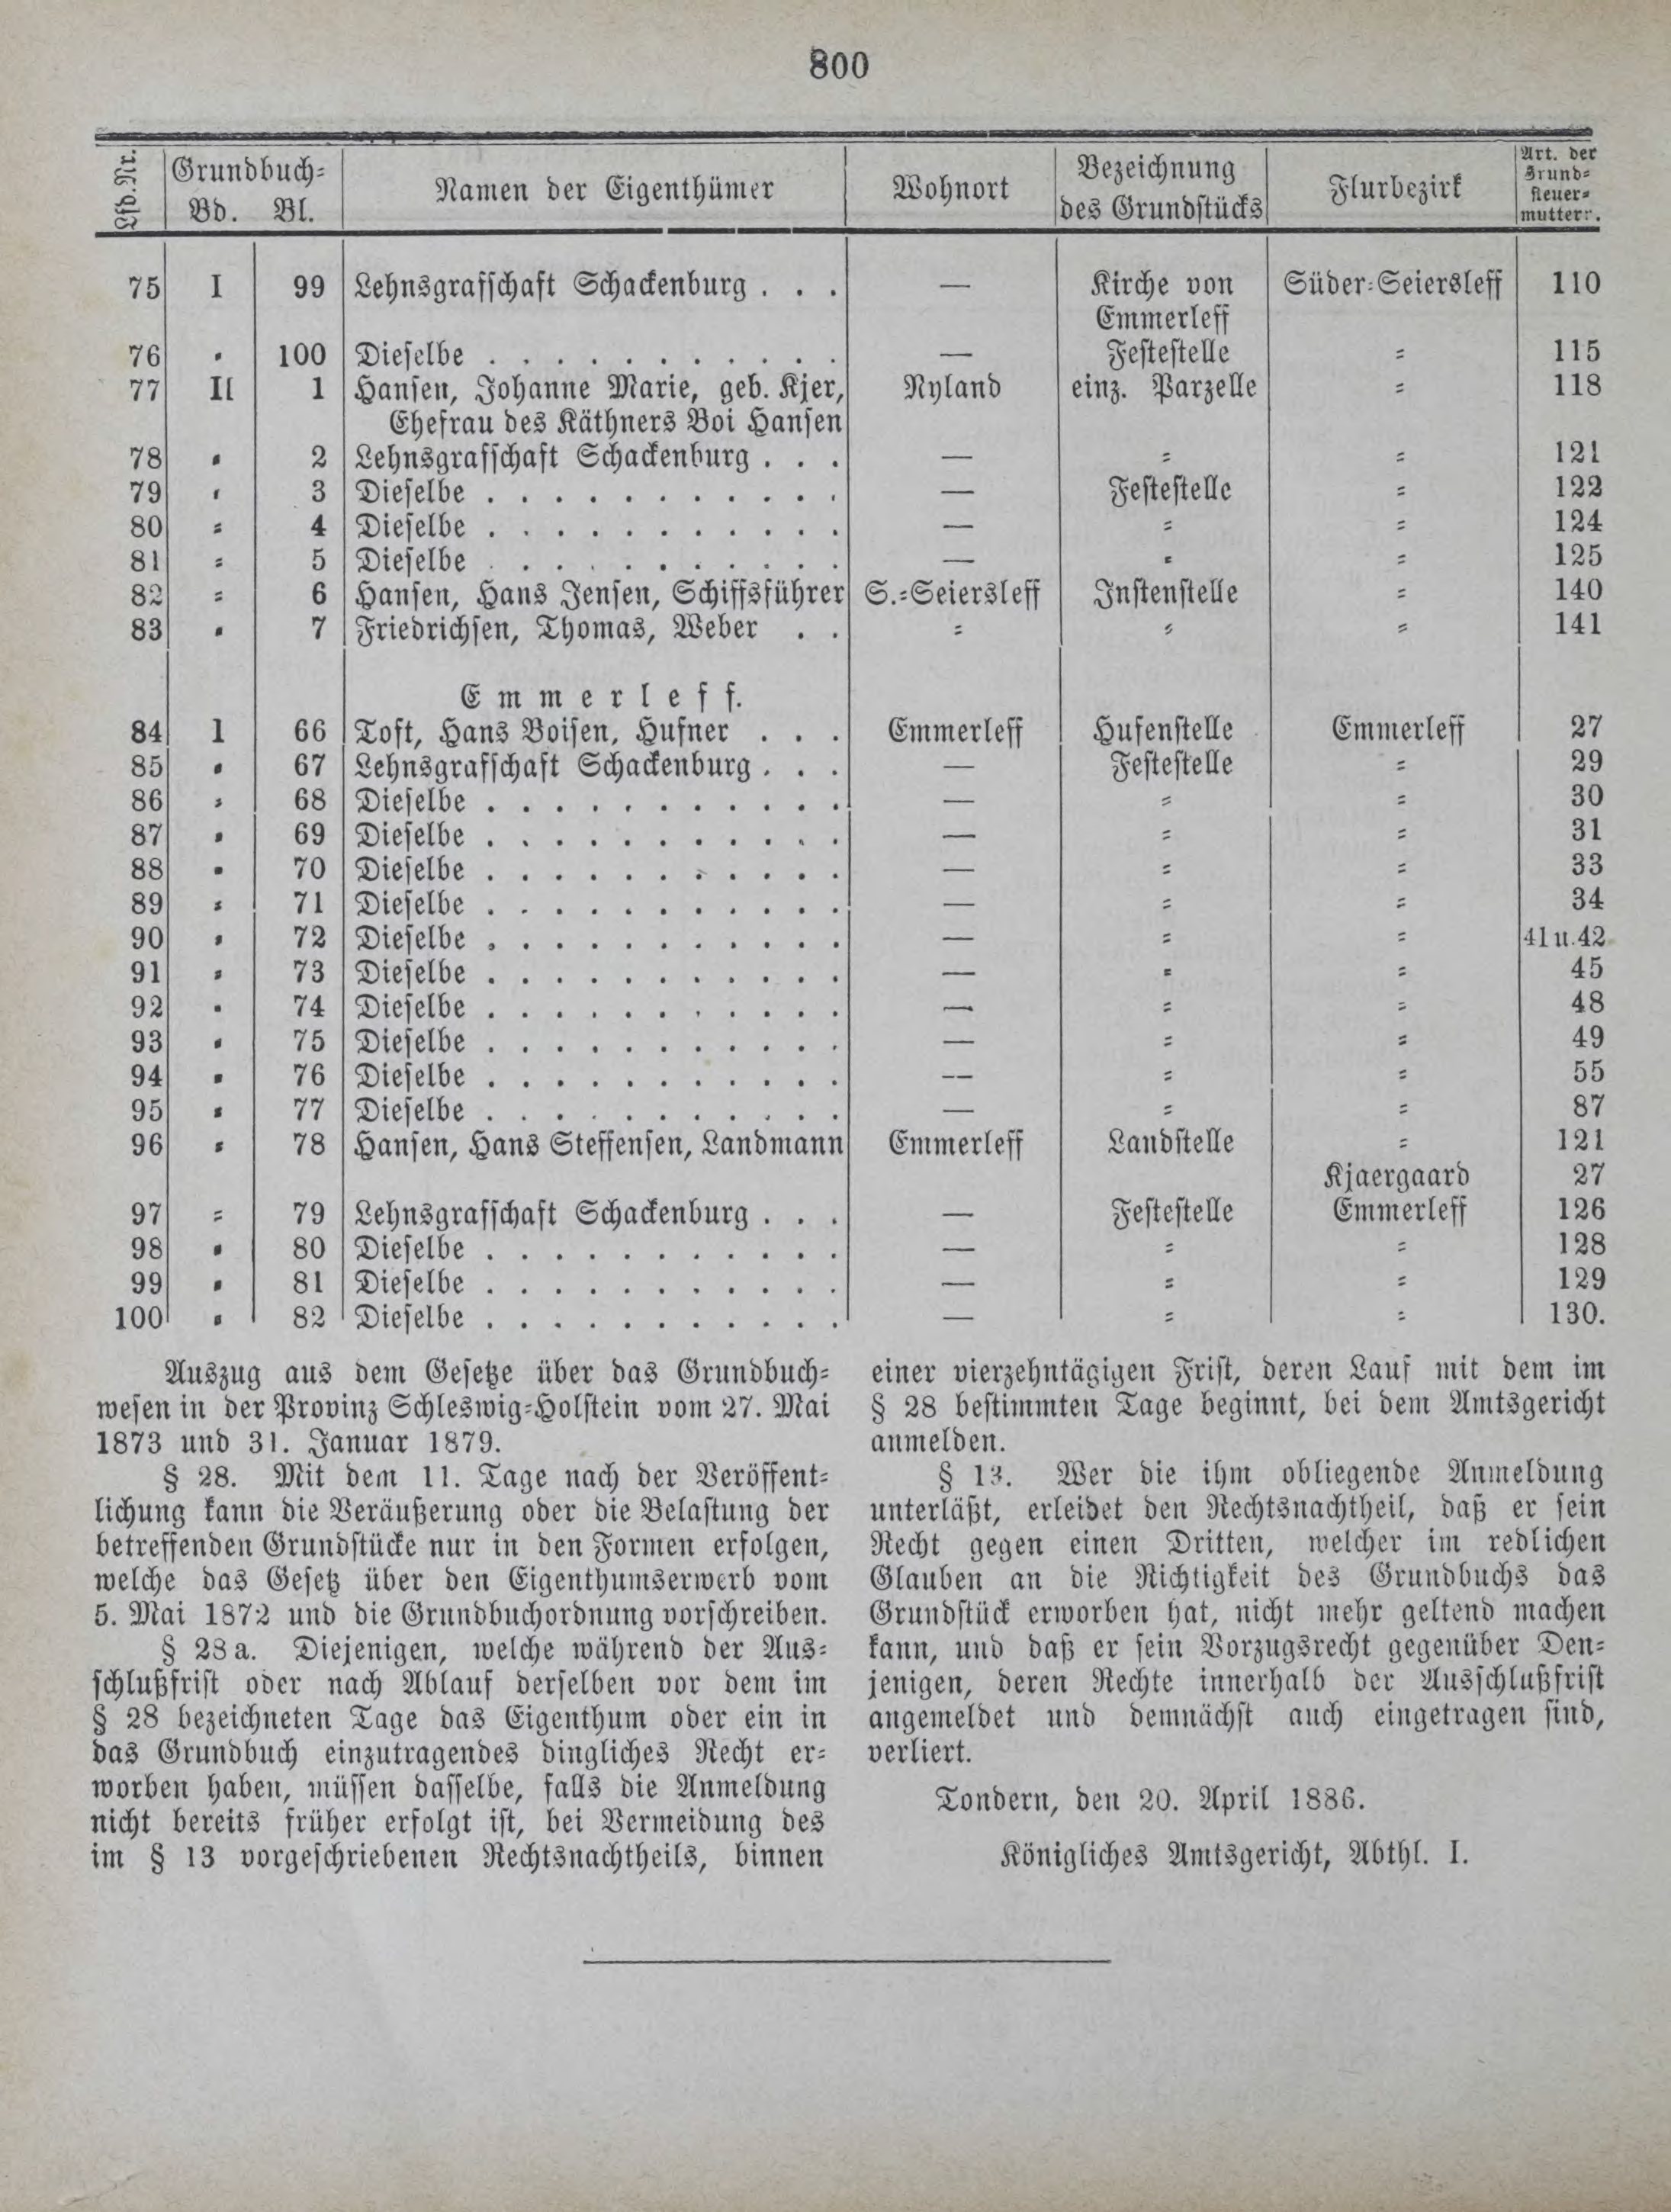 800
Lfd. Nr. Grundbuch= Namen der Eigenthümer Wohnort Bezeichnung des Grundstücks Flurbezirk Art. der Grund= steuer= mutterr.
Bd. Bl.
75 I 99 Lehnsgrafschaft Schackenburg . . . — Kirche von Süder=Seiersleff 110
Emmerleff
76 " 100 Dieselbe . . . . . . . . . . . — Festestelle = 115
77 II 1 Hansen, Johanne Marie, geb. Kjer, Nyland einz. Parzelle = 118
Ehefrau des Käthners Boi Hansen
78 " 2 Lehnsgrafschaft Schackenburg . . . — = = 121
79 " 3 Dieselbe . . . . . . . . . . . — Festestelle = 122
80 = 4 Dieselbe . . . . . . . . . . . — = = 124
81 = 5 Dieselbe . . . . . . . . . . . — = = 125
82 = 6 Hansen, Hans Jensen, Schiffsführer S.=Seiersleff Instenstelle = 140
83 " 7 Friedrichsen, Thomas, Weber . . = = = 141
Emmerleff.
84 I 66 Toft, Hans Boisen, Hufner . . . Emmerleff Hufenstelle Emmerleff 27
85 " 67 Lehnsgrafschaft Schackenburg . . . — Festestelle = 29
86 = 68 Dieselbe . . . . . . . . . . . — = = 30
87 " 69 Dieselbe . . . . . . . . . . . — = = 31
88 " 70 Dieselbe . . . . . . . . . . . — = = 33
89 = 71 Dieselbe . . . . . . . . . . . — = = 34
90 " 72 Dieselbe . . . . . . . . . . . — = = 41 u. 42
91 = 73 Dieselbe . . . . . . . . . . . — = = 45
92 " 74 Dieselbe . . . . . . . . . . . — = = 48
93 " 75 Dieselbe . . . . . . . . . . . — = = 49
94 " 76 Dieselbe . . . . . . . . . . . — = = 55
95 = 77 Dieselbe . . . . . . . . . . . — = = 87
96 = 78 Hansen, Hans Steffensen, Landmann Emmerleff Landstelle = 121
Kjaergaard 27
97 = 79 Lehnsgrafschaft Schackenburg . . . — Festestelle Emmerleff 126
98 " 80 Dieselbe . . . . . . . . . . . — = = 128
99 " 81 Dieselbe . . . . . . . . . . . — = = 129
100 " 82 Dieselbe . . . . . . . . . . . — = = 130.
Auszug aus dem Gesetze über das Grundbuch=
wesen in der Provinz Schleswig=Holstein vom 27. Mai
1873 und 31. Januar 1879.
§ 28. Mit dem 11. Tage nach der Veröffent=
lichung kann die Veräußerung oder die Belastung der
betreffenden Grundstücke nur in den Formen erfolgen,
welche das Gesetz über den Eigenthumserwerb vom
5. Mai 1872 und die Grundbuchordnung vorschreiben.
§ 28 a. Diejenigen, welche während der Aus=
schlußfrist oder nach Ablauf derselben vor dem im
§ 28 bezeichneten Tage das Eigenthum oder ein in
das Grundbuch einzutragendes dingliches Recht er=
worben haben, müssen dasselbe, falls die Anmeldung
nicht bereits früher erfolgt ist, bei Vermeidung des
im § 13 vorgeschriebenen Rechtsnachtheils, binnen
einer vierzehntägigen Frist, deren Lauf mit dem im
§ 28 bestimmten Tage beginnt, bei dem Amtsgericht
anmelden.
§ 13. Wer die ihm obliegende Anmeldung
unterläßt, erleidet den Rechtsnachtheil, daß er sein
Recht gegen einen Dritten, welcher im redlichen
Glauben an die Richtigkeit des Grundbuchs das
Grundstück erworben hat, nicht mehr geltend machen
kann, und daß er sein Vorzugsrecht gegenüber Den=
jenigen, deren Rechte innerhalb der Ausschlußfrist
angemeldet und demnächst auch eingetragen sind,
verliert.
Tondern, den 20. April 1886.
Königliches Amtsgericht, Abthl. I.